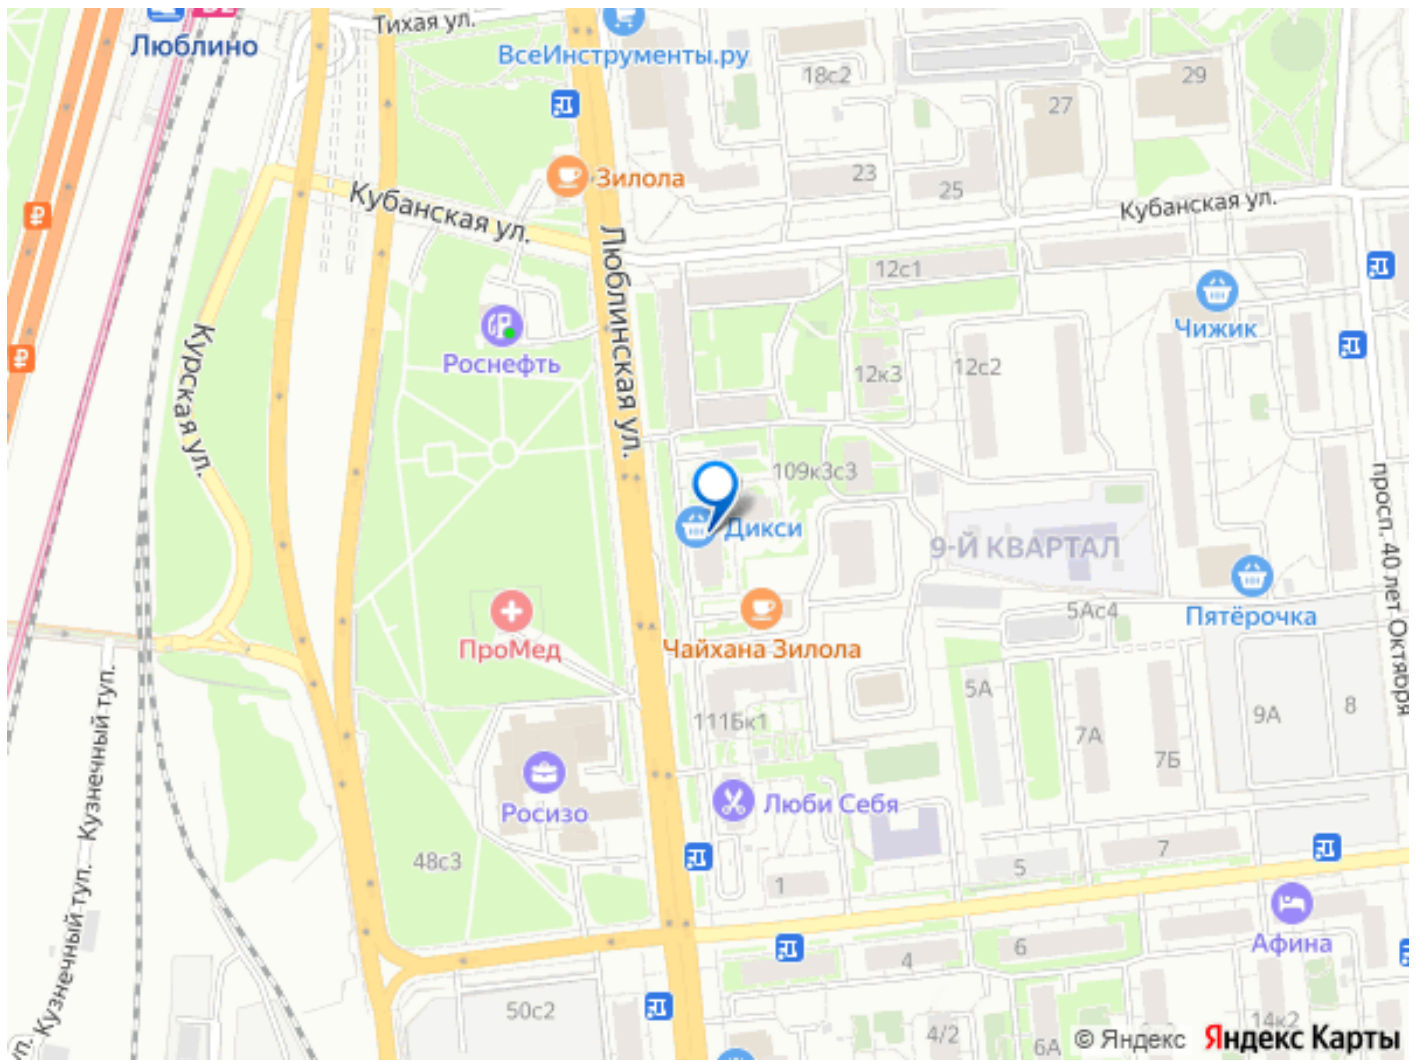 D2
Люблино
Тихая ул.
ВсеИнструменты.ру
18с2
29
27
Зилола
23
25
Кубанская ул.
Кубанская ул.
Люблинская ул.
12с1
Чижик
Роснефть
Курская ул.
12к3
12с2
109к3с3
просп. 40 лет Октября
Дикси
9-Й КВАРТАЛ
Пятёрочка
5Ас4
ПроМед
Чайхана Зилола
5А
111Бк1
7А
7Б
9А
8
Кузнечный туп.
Кузнечный туп.
Росизо
Люби Себя
48с3
1
5
7
Афина
4
6
50с2
4/2
6А
14к2
© Яндекс Яндекс Карты